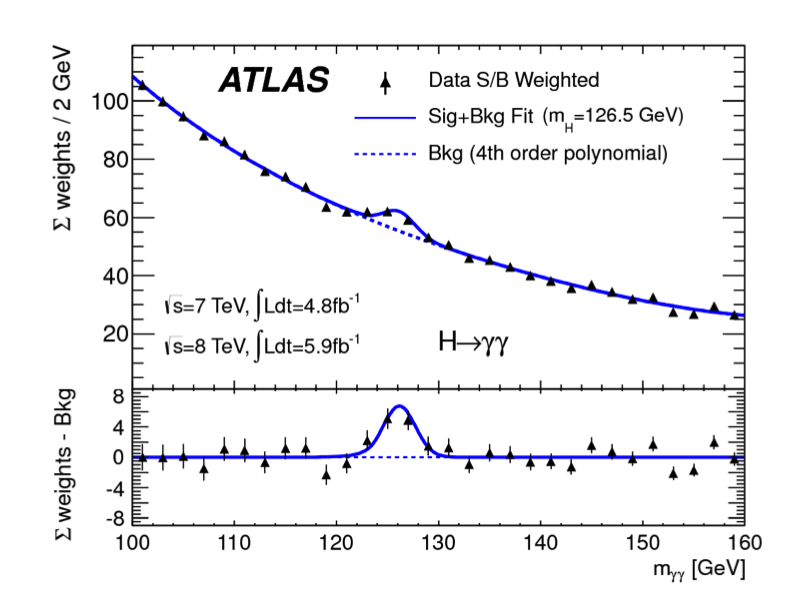 ATLAS
Data S/B Weighted
Sig+Bkg Fit (m_H=126.5 GeV)
Bkg (4th order polynomial)
Σ weights / 2 GeV
100
80
60
40
20
√s=7 TeV, ∫Ldt=4.8fb⁻¹
√s=8 TeV, ∫Ldt=5.9fb⁻¹
H→γγ
Σ weights - Bkg
8
4
0
-4
-8
100 110 120 130 140 150 160
m_γγ [GeV]